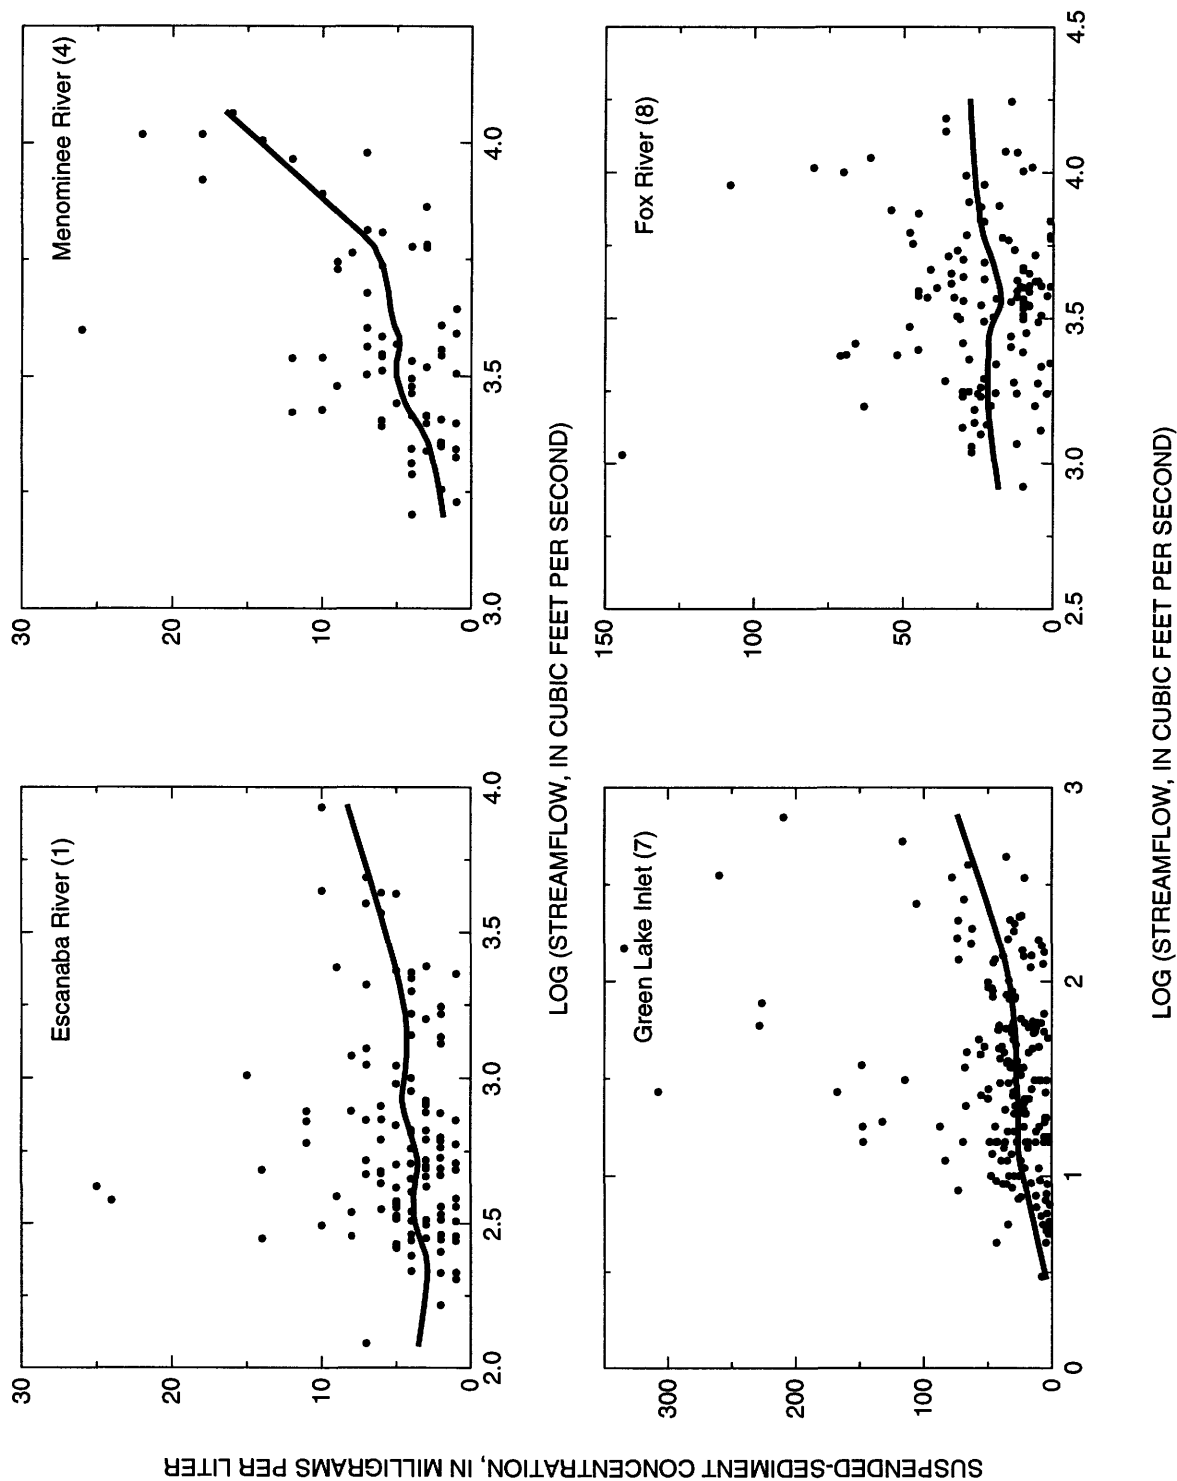 SUSPENDED-SEDIMENT CONCENTRATION, IN MILLIGRAMS PER LITER
30
20
10
0
Escanaba River (1)
2.0 2.5 3.0 3.5 4.0
30
20
10
0
Menominee River (4)
3.0 3.5 4.0
LOG (STREAMFLOW, IN CUBIC FEET PER SECOND)
300
200
100
0
Green Lake Inlet (7)
0 1 2 3
150
100
50
0
Fox River (8)
2.5 3.0 3.5 4.0 4.5
LOG (STREAMFLOW, IN CUBIC FEET PER SECOND)